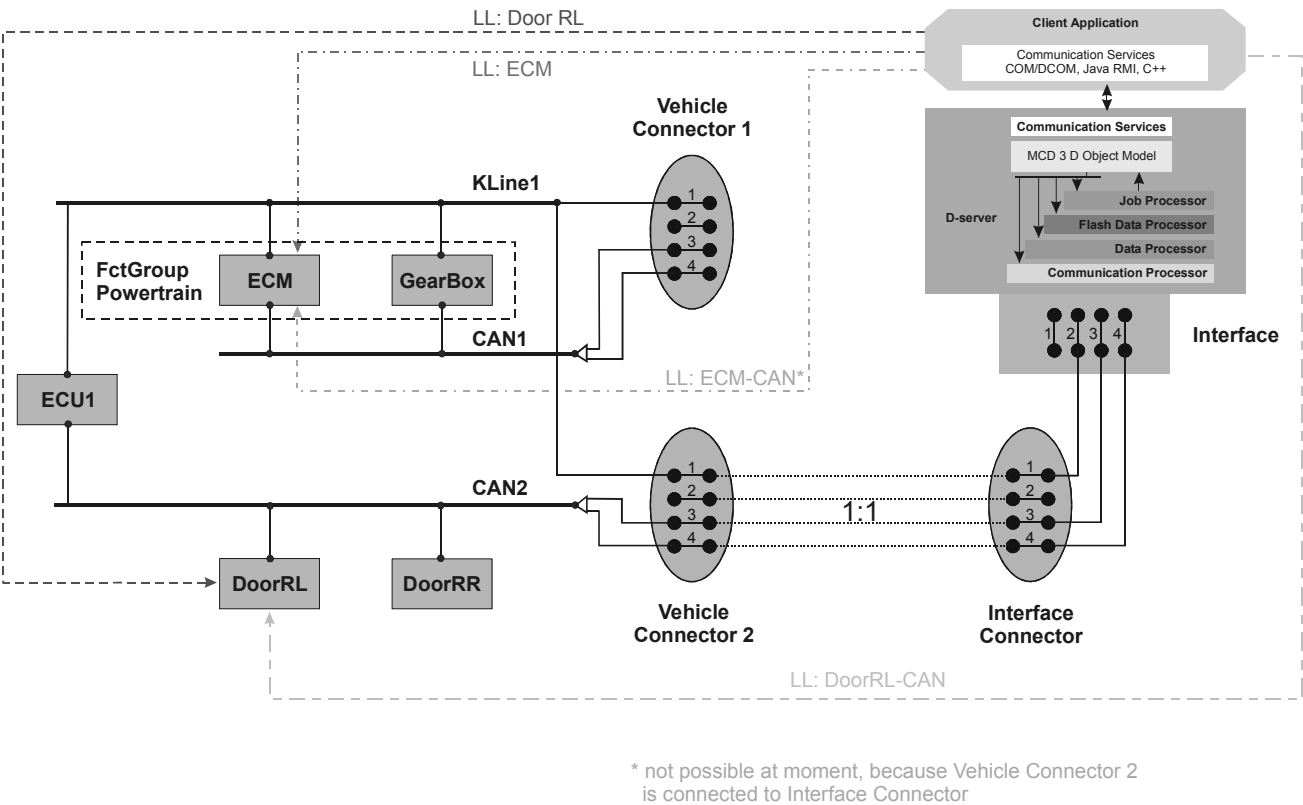 LL: Door RL
Client Application
Communication Services
COM/DCOM, Java RMI, C++
LL: ECM
Vehicle
Connector 1
Communication Services
MCD 3 D Object Model
KLine1
1
2
3
4
Job Processor
D-server
Flash Data Processor
Data Processor
Communication Processor
FctGroup
Powertrain
ECM
GearBox
CAN1
1
2
3
4
Interface
LL: ECM-CAN*
ECU1
CAN2
1
2
3
4
1:1
1
2
3
4
DoorRL
DoorRR
Vehicle
Connector 2
Interface
Connector
LL: DoorRL-CAN
* not possible at moment, because Vehicle Connector 2
is connected to Interface Connector